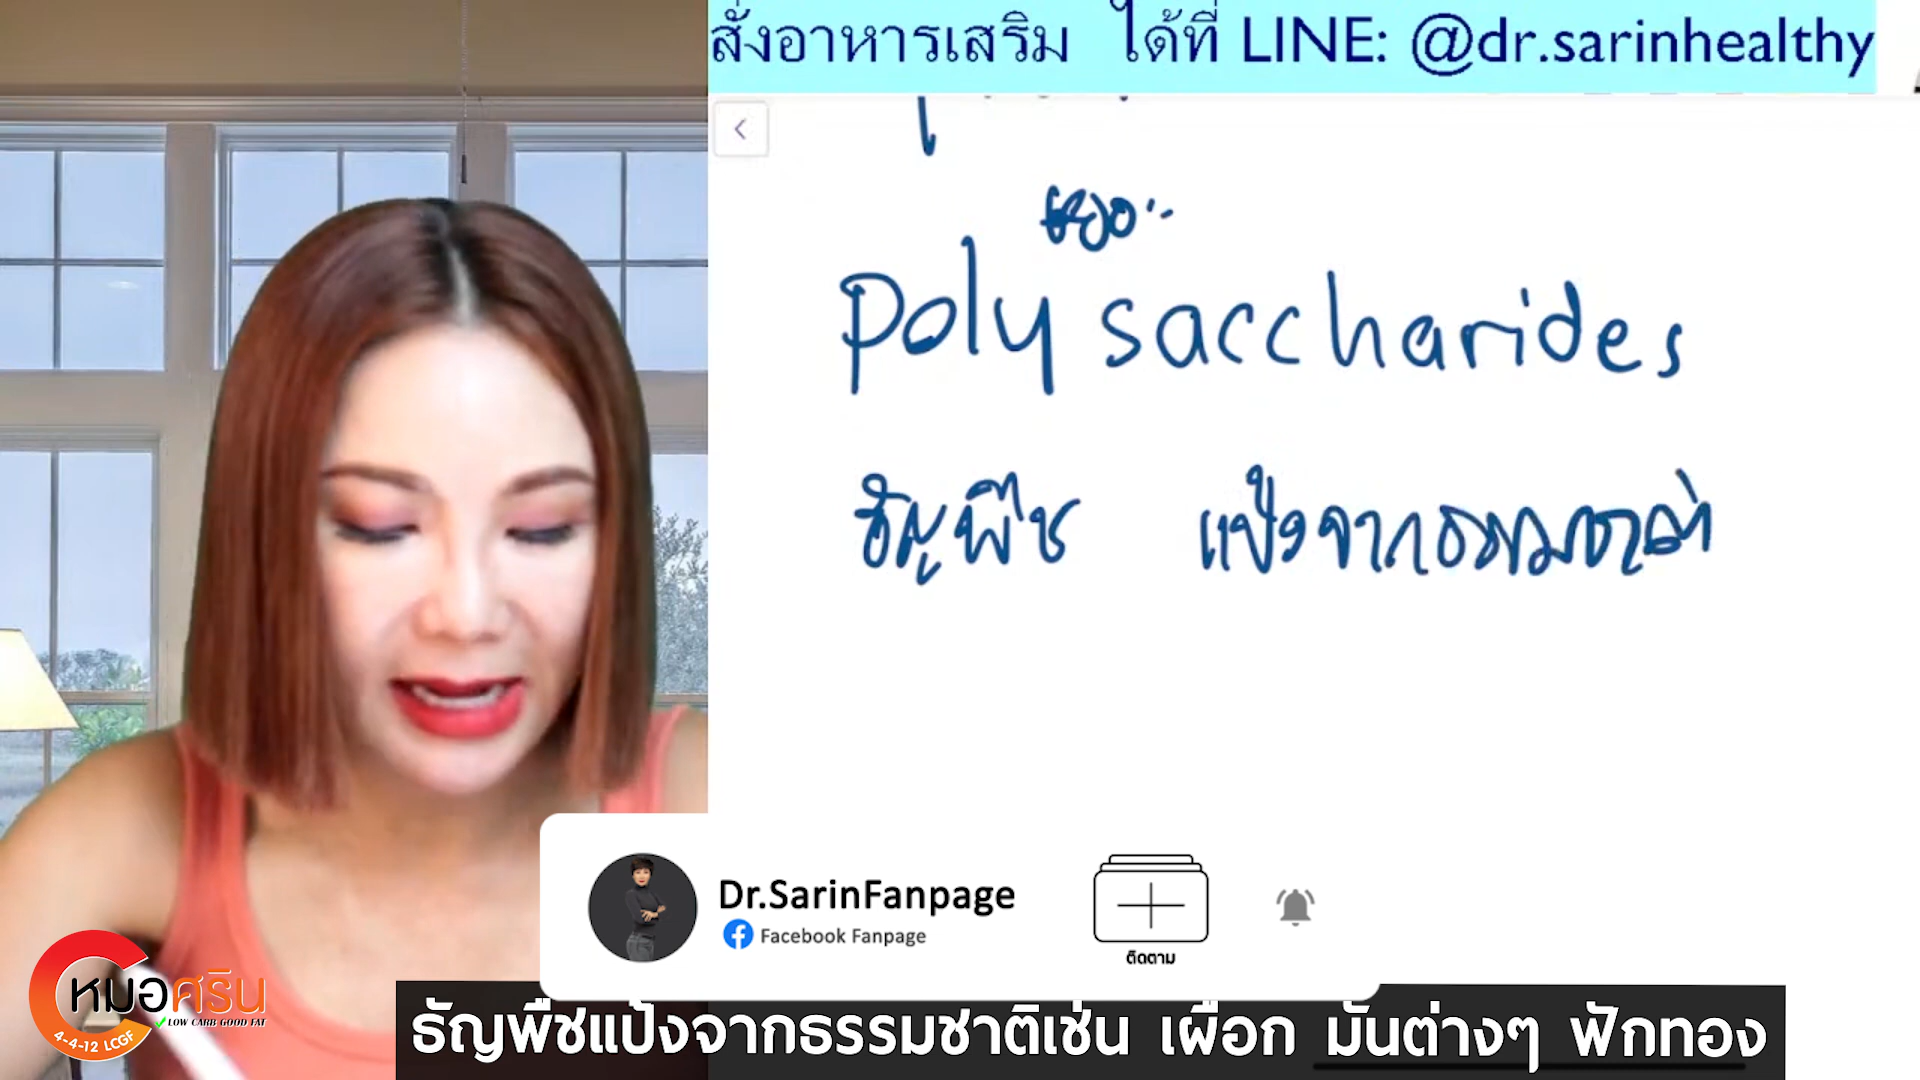 สั่งอาหารเสริม ได้ที่ LINE: @dr.sarinhealthy
เยอะ
Poly saccharides
ธัญพืช แป้งจากธรรมชาติ
Dr.SarinFanpage
Facebook Fanpage
ติดตาม
หมอศริน
LOW CARB GOOD FAT
4-4-12 LCGF
ธัญพืชแป้งจากธรรมชาติเช่น เผือก มันต่างๆ ฟักทอง